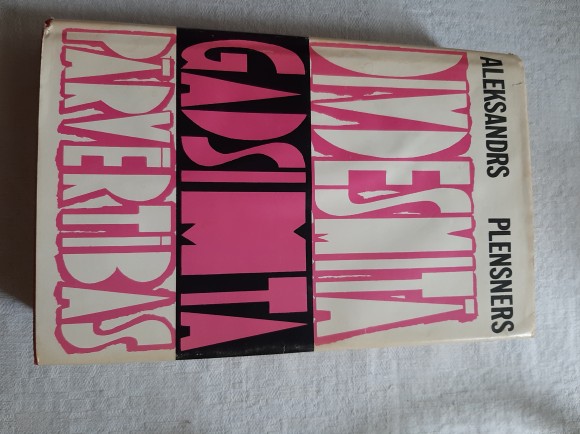 ALEKSANDRS PLENSNERS
DIVDESMITĀ
GADSIMTA
PĀRVĒRTĪBAS